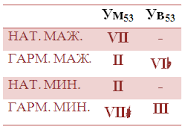 УМ53 УВ53
НАТ. МАЖ. VII -
ГАРМ. МАЖ. II VI♭
НАТ. МИН. II -
ГАРМ. МИН. VII♯ III